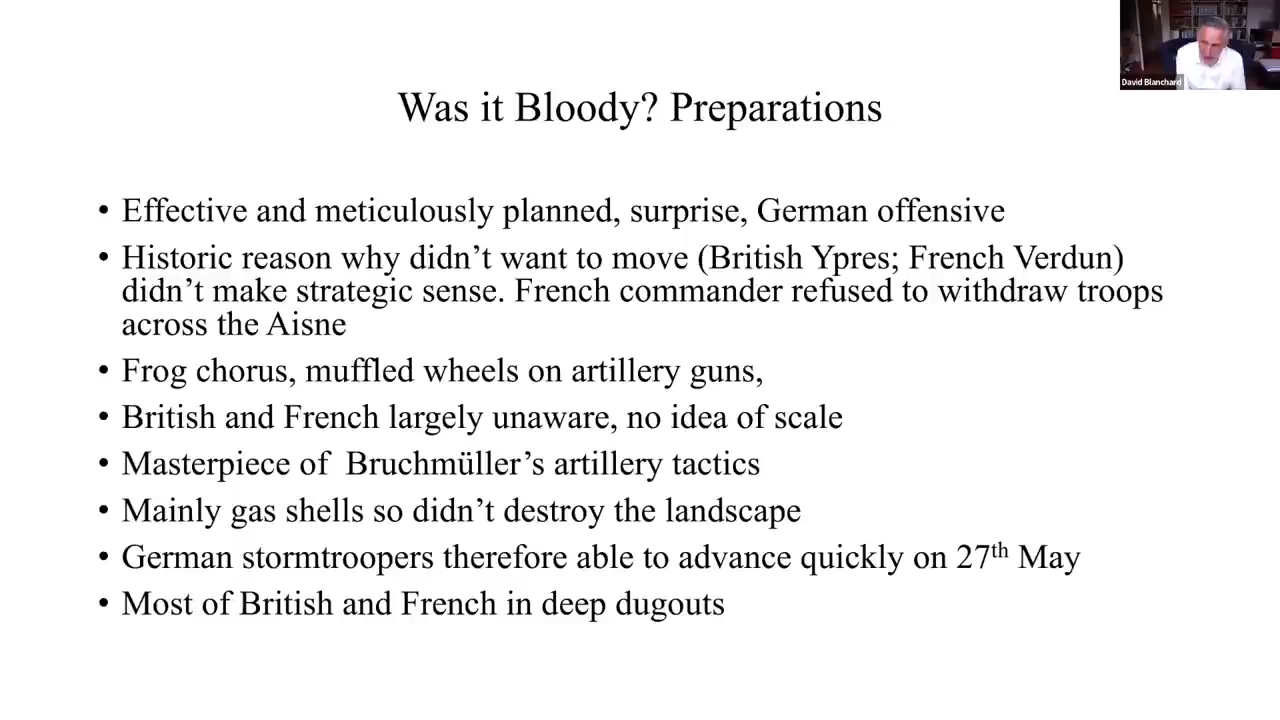 David Blanchard
Was it Bloody? Preparations
• Effective and meticulously planned, surprise, German offensive
• Historic reason why didn’t want to move (British Ypres; French Verdun)
didn’t make strategic sense. French commander refused to withdraw troops
across the Aisne
• Frog chorus, muffled wheels on artillery guns,
• British and French largely unaware, no idea of scale
• Masterpiece of  Bruchmüller’s artillery tactics
• Mainly gas shells so didn’t destroy the landscape
• German stormtroopers therefore able to advance quickly on 27th May
• Most of British and French in deep dugouts